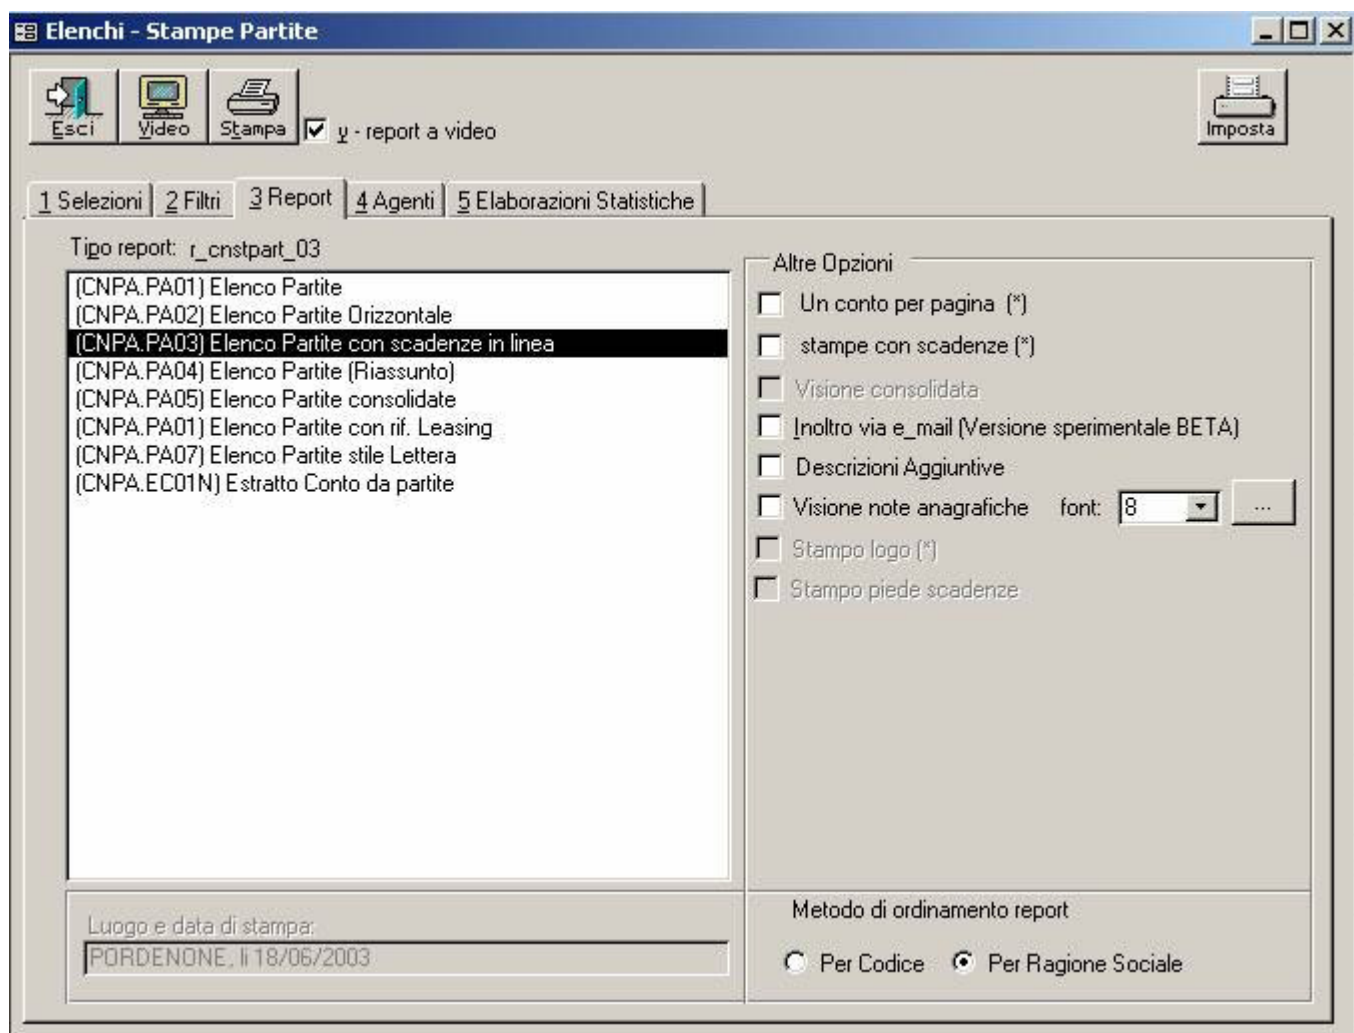 Elenchi - Stampe Partite
Esci
Video
Stampa
v - report a video
Imposta
1 Selezioni
2 Filtri
3 Report
4 Agenti
5 Elaborazioni Statistiche
Tipo report: r_cnstpart_03
(CNPA.PA01) Elenco Partite
(CNPA.PA02) Elenco Partite Orizzontale
(CNPA.PA03) Elenco Partite con scadenze in linea
(CNPA.PA04) Elenco Partite (Riassunto)
(CNPA.PA05) Elenco Partite consolidate
(CNPA.PA01) Elenco Partite con rif. Leasing
(CNPA.PA07) Elenco Partite stile Lettera
(CNPA.EC01N) Estratto Conto da partite
Altre Opzioni
Un conto per pagina (*)
stampe con scadenze (*)
Visione consolidata
Inoltro via e_mail (Versione sperimentale BETA)
Descrizioni Aggiuntive
Visione note anagrafiche font: 8 ...
Stampo logo (*)
Stampo piede scadenze
Luogo e data di stampa:
PORDENONE, li 18/06/2003
Metodo di ordinamento report
Per Codice
Per Ragione Sociale